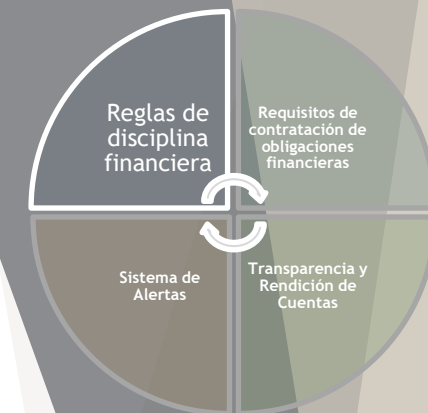 Reglas de
disciplina
financiera
Requisitos de
contratación de
obligaciones
financieras
Sistema de
Alertas
Transparencia y
Rendición de
Cuentas